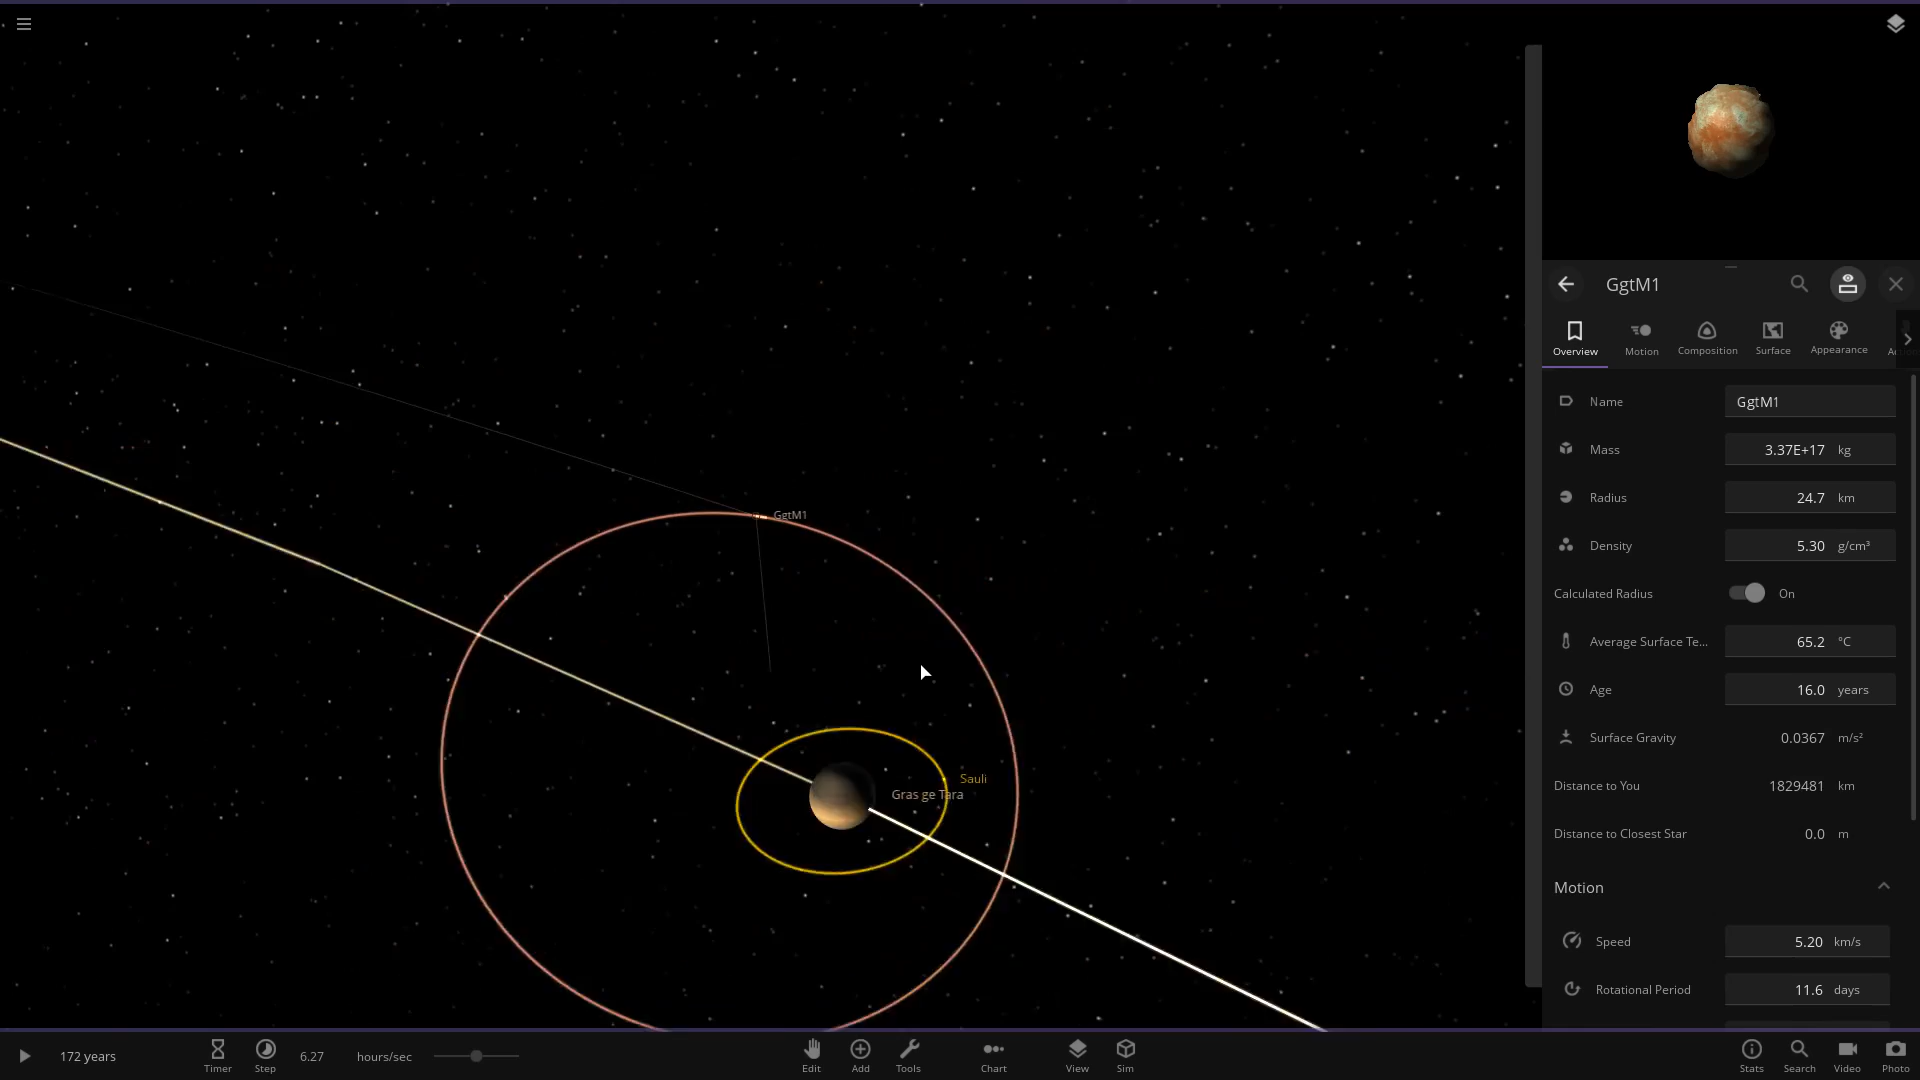 GgtM1
Overview
Motion
Composition
Surface
Appearance
Name GgtM1
Mass 3.37E+17 kg
Radius 24.7 km
Density 5.30 g/cm³
Calculated Radius On
Average Surface Te... 65.2 °C
Age 16.0 years
Surface Gravity 0.0367 m/s²
Distance to You 1829481 km
Distance to Closest Star 0.0 m
Motion
Speed 5.20 km/s
Rotational Period 11.6 days
GgtM1
Sauli
Gras ge Tara
172 years
Timer
Step
6.27 hours/sec
Edit
Add
Tools
Chart
View
Sim
Stats
Search
Video
Photo